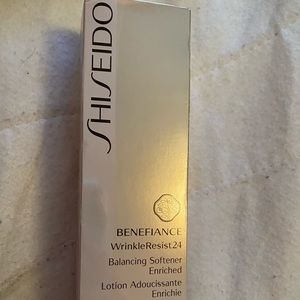 SHISEIDO
BENEFIANCE
WrinkleResist24
Balancing Softener
Enriched
Lotion Adoucissante
Enrichie